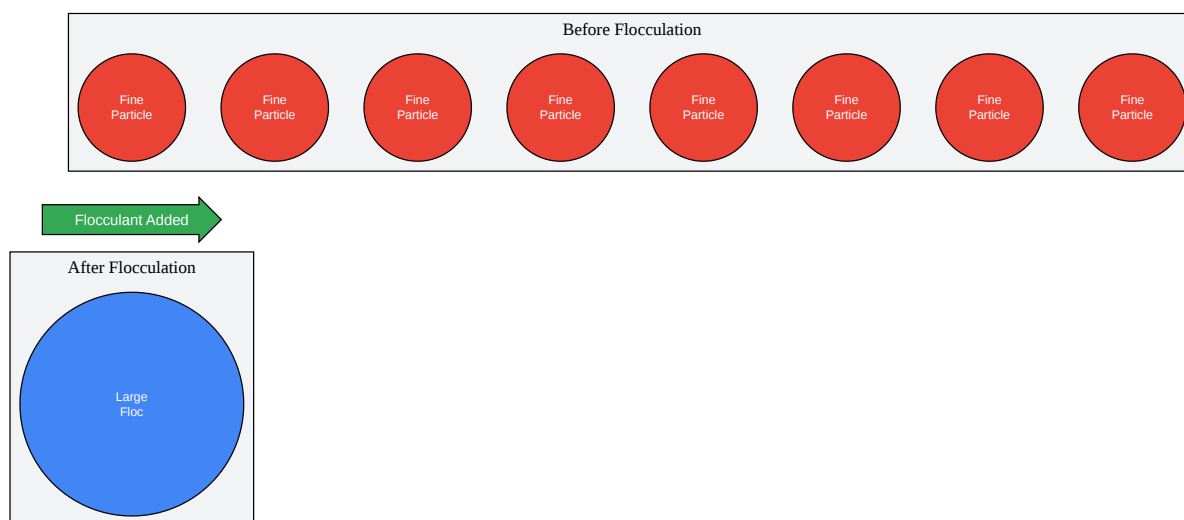 Before Flocculation
Fine
Particle
Fine
Particle
Fine
Particle
Fine
Particle
Fine
Particle
Fine
Particle
Fine
Particle
Fine
Particle
Flocculant Added
After Flocculation
Large
Floc